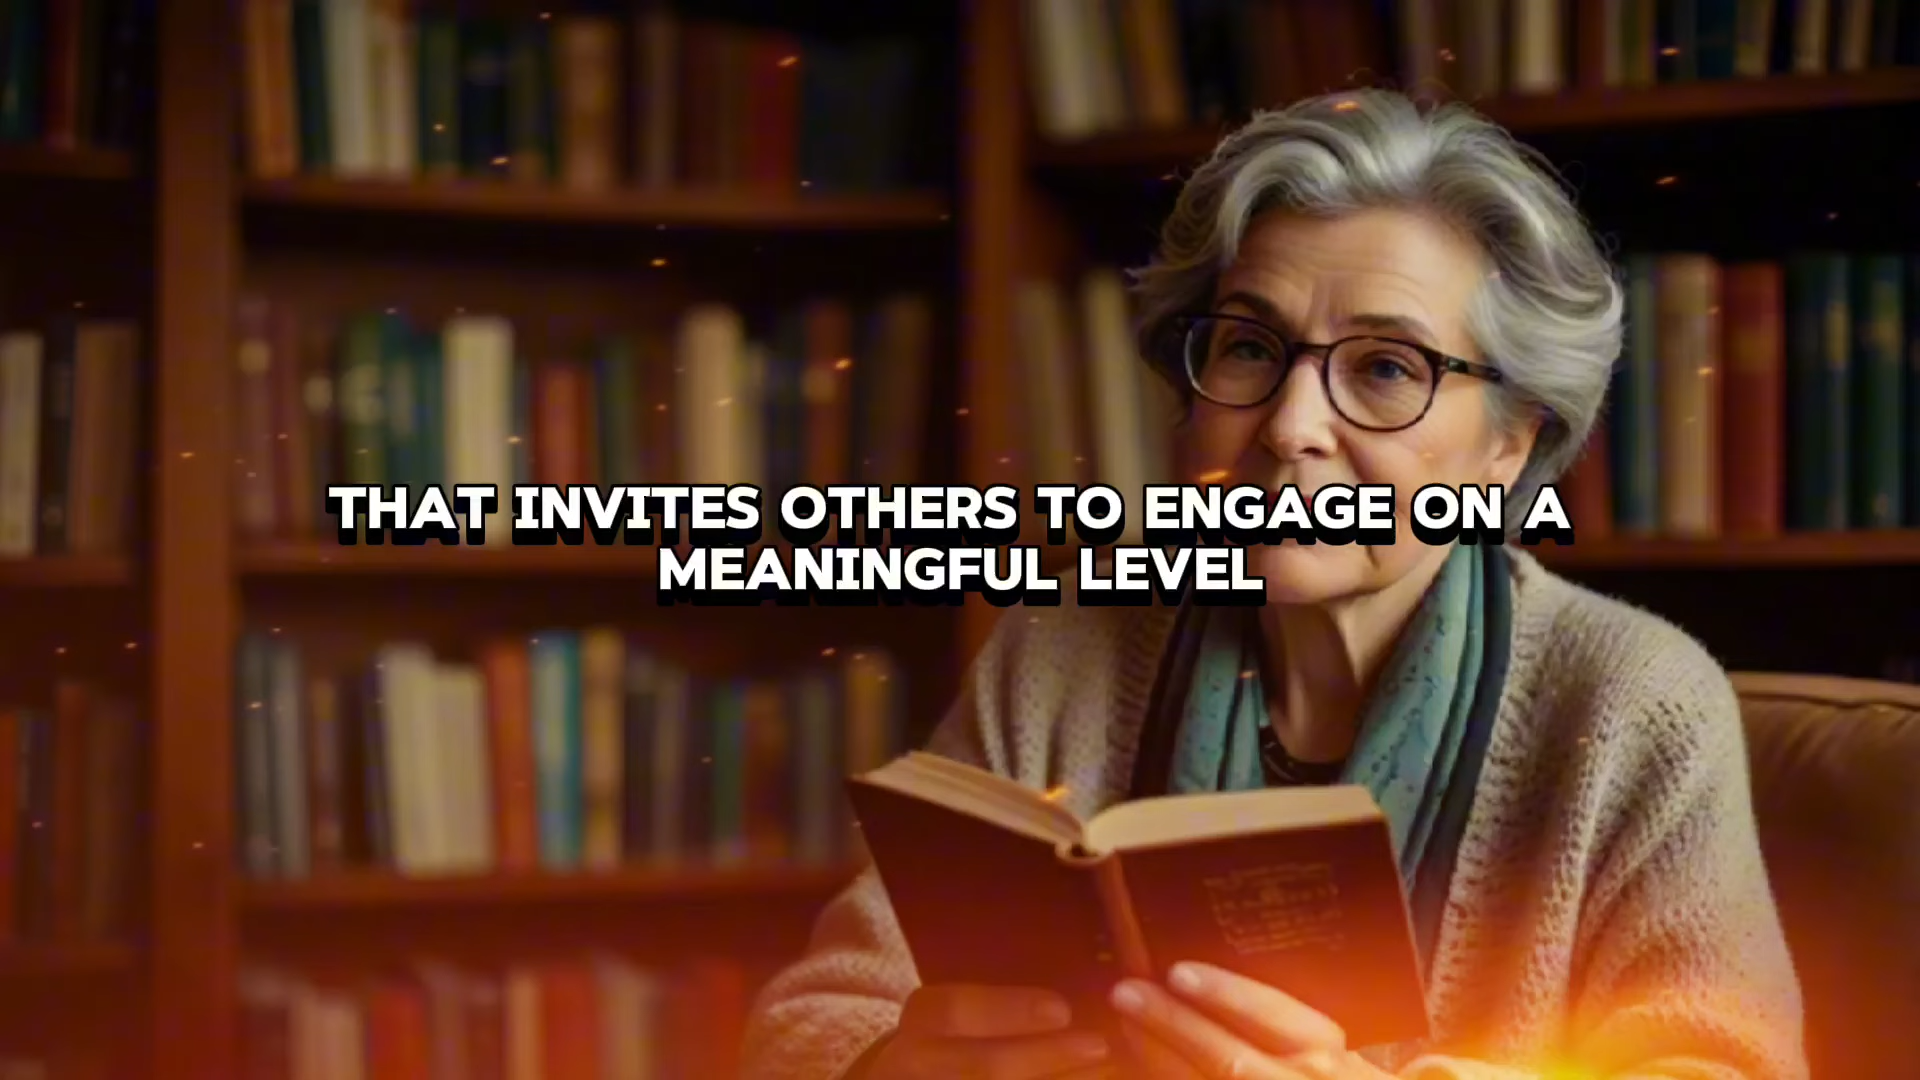 THAT INVITES OTHERS TO ENGAGE ON A
MEANINGFUL LEVEL